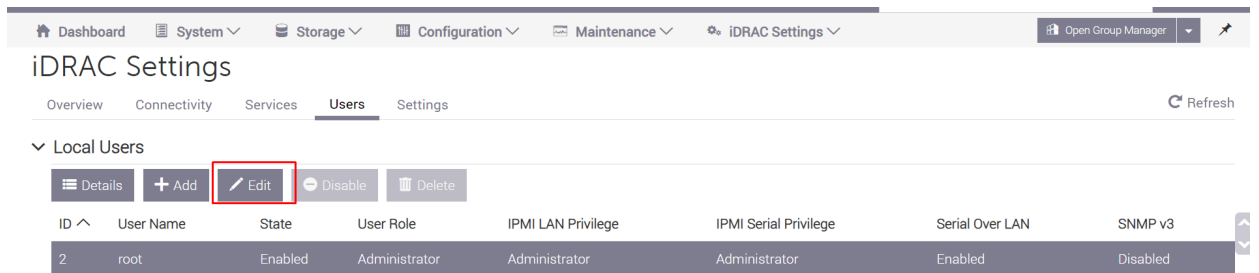 Dashboard System Storage Configuration Maintenance iDRAC Settings Open Group Manager
iDRAC Settings
Overview Connectivity Services Users Settings Refresh
Local Users
Details Add Edit Disable Delete
ID User Name State User Role IPMI LAN Privilege IPMI Serial Privilege Serial Over LAN SNMP v3
2 root Enabled Administrator Administrator Administrator Enabled Disabled